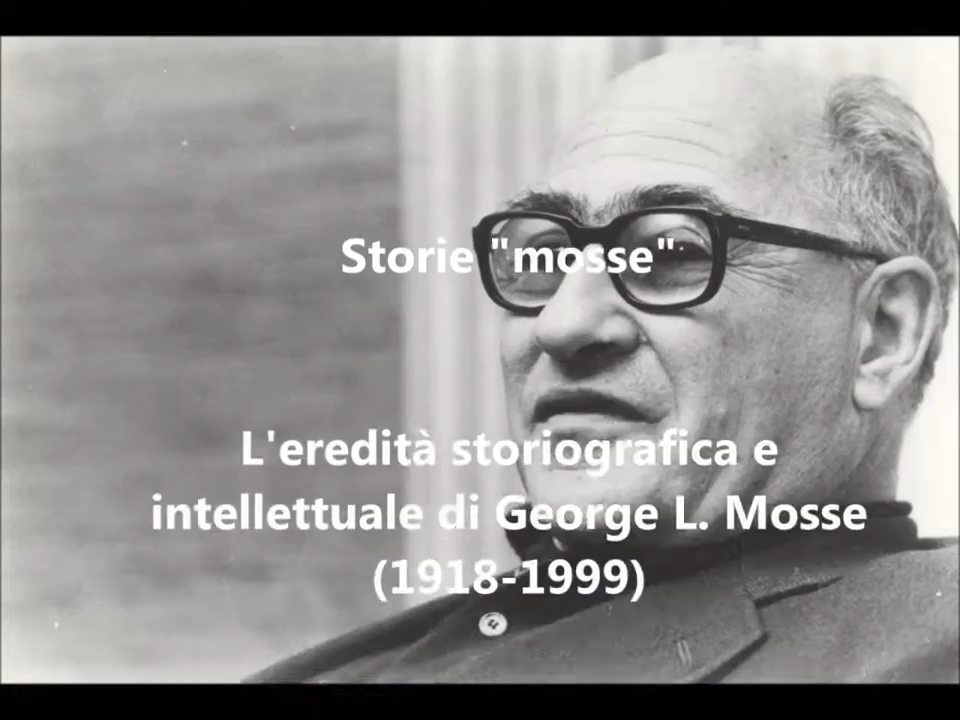 Storie "mosse"
L'eredità storiografica e
intellettuale di George L. Mosse
(1918-1999)